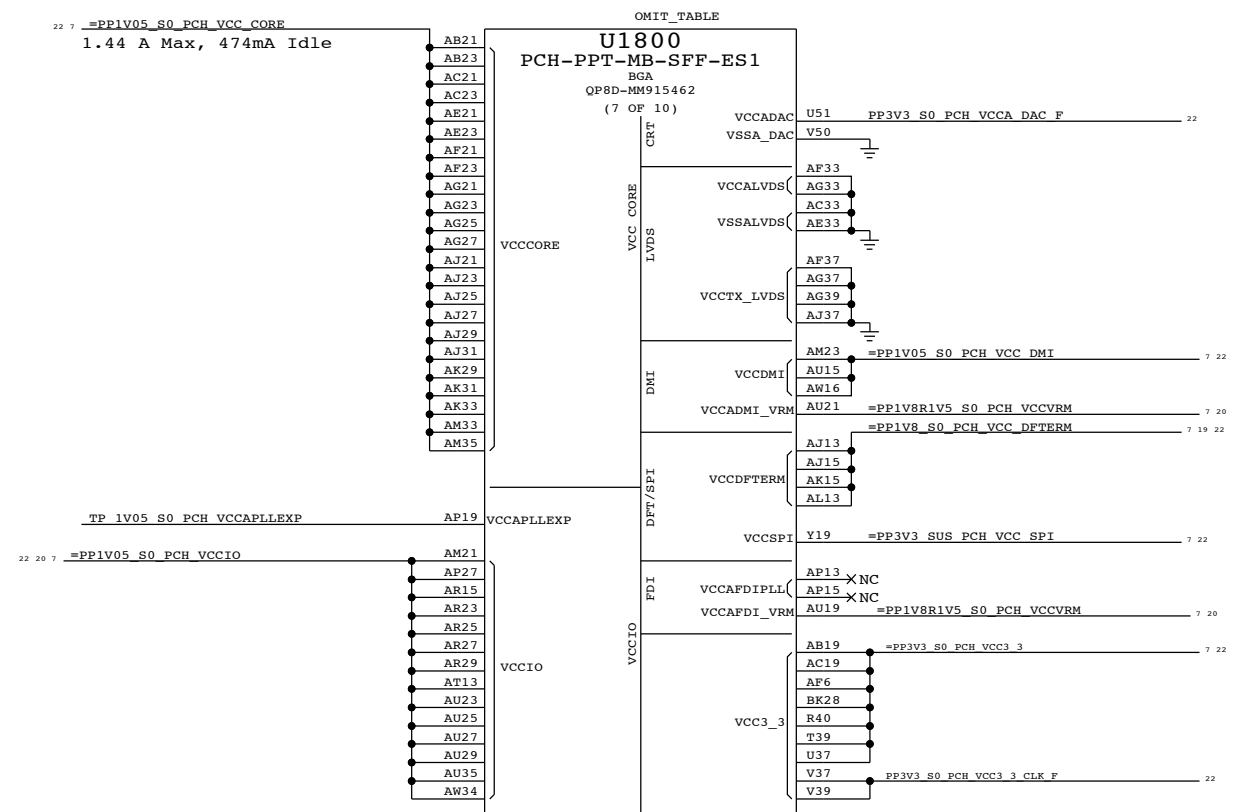 OMIT_TABLE
U1800
PCH-PPT-MB-SFF-ES1
BGA
QP8D-MM915462
(7 OF 10)
22 7 =PP1V05_S0_PCH_VCC_CORE
1.44 A Max, 474mA Idle
AB21
AB23
AC21
AC23
AE21
AE23
AF21
AF23
AG21
AG23
AG25
AG27
AJ21
AJ23
AJ25
AJ27
AJ29
AJ31
AK29
AK31
AK33
AM33
AM35
VCCCORE
TP_1V05_S0_PCH_VCCAPLLEXP AP19 VCCAPLLEXP
22 20 7 =PP1V05_S0_PCH_VCCIO
AM21
AP27
AR15
AR23
AR25
AR27
AR29
AT13
AU23
AU25
AU27
AU29
AU35
AW34
VCCIO
VCC CORE
VCCIO
CRT
LVDS
DMI
DFT/SPI
FDI
VCCADAC U51 PP3V3_S0_PCH_VCCA_DAC_F 22
VSSA_DAC V50
AF33
VCCALVDS AG33
AC33
VSSALVDS AE33
AF37
AG37
VCCTX_LVDS AG39
AJ37
AM23 =PP1V05_S0_PCH_VCC_DMI 7 22
VCCDMI AU15
AW16
VCCADMI_VRM AU21 =PP1V8R1V5_S0_PCH_VCCVRM 7 20
=PP1V8_S0_PCH_VCC_DFTERM 7 19 22
AJ13
AJ15
VCCDFTERM AK15
AL13
VCCSPI Y19 =PP3V3_SUS_PCH_VCC_SPI 7 22
AP13 NC
VCCAFDIPLL AP15 NC
VCCAFDI_VRM AU19 =PP1V8R1V5_S0_PCH_VCCVRM 7 20
AB19 =PP3V3_S0_PCH_VCC3_3 7 22
AC19
AF6
BK28
VCC3_3 R40
T39
U37
V37 PP3V3_S0_PCH_VCC3_3_CLK_F 22
V39